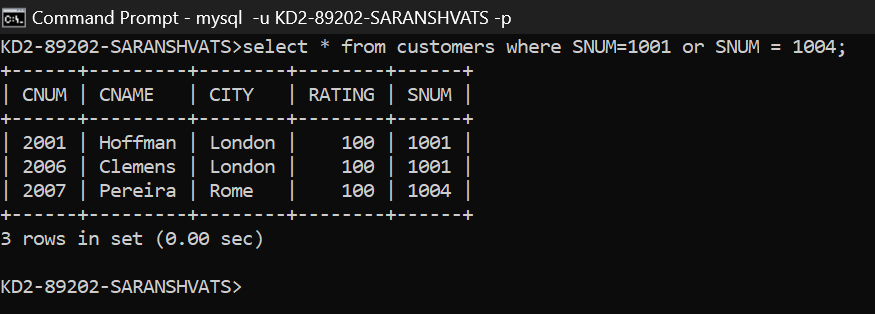 Command Prompt - mysql  -u KD2-89202-SARANSHVATS -p
KD2-89202-SARANSHVATS>select * from customers where SNUM=1001 or SNUM = 1004;
+------+---------+--------+--------+------+
| CNUM | CNAME   | CITY   | RATING | SNUM |
+------+---------+--------+--------+------+
| 2001 | Hoffman | London |    100 | 1001 |
| 2006 | Clemens | London |    100 | 1001 |
| 2007 | Pereira | Rome   |    100 | 1004 |
+------+---------+--------+--------+------+
3 rows in set (0.00 sec)
KD2-89202-SARANSHVATS>